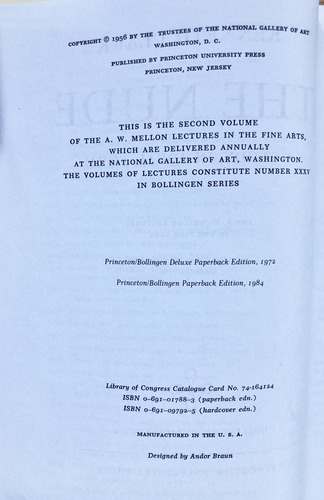 COPYRIGHT © 1956 BY THE TRUSTEES OF THE NATIONAL GALLERY OF ART
WASHINGTON, D. C.
PUBLISHED BY PRINCETON UNIVERSITY PRESS
PRINCETON, NEW JERSEY
THIS IS THE SECOND VOLUME
OF THE A. W. MELLON LECTURES IN THE FINE ARTS,
WHICH ARE DELIVERED ANNUALLY
AT THE NATIONAL GALLERY OF ART, WASHINGTON.
THE VOLUMES OF LECTURES CONSTITUTE NUMBER XXXV
IN BOLLINGEN SERIES
Princeton/Bollingen Deluxe Paperback Edition, 1972
Princeton/Bollingen Paperback Edition, 1984
Library of Congress Catalogue Card No. 74-164124
ISBN 0-691-01788-3 (paperback edn.)
ISBN 0-691-09792-5 (hardcover edn.)
MANUFACTURED IN THE U. S. A.
Designed by Andor Braun